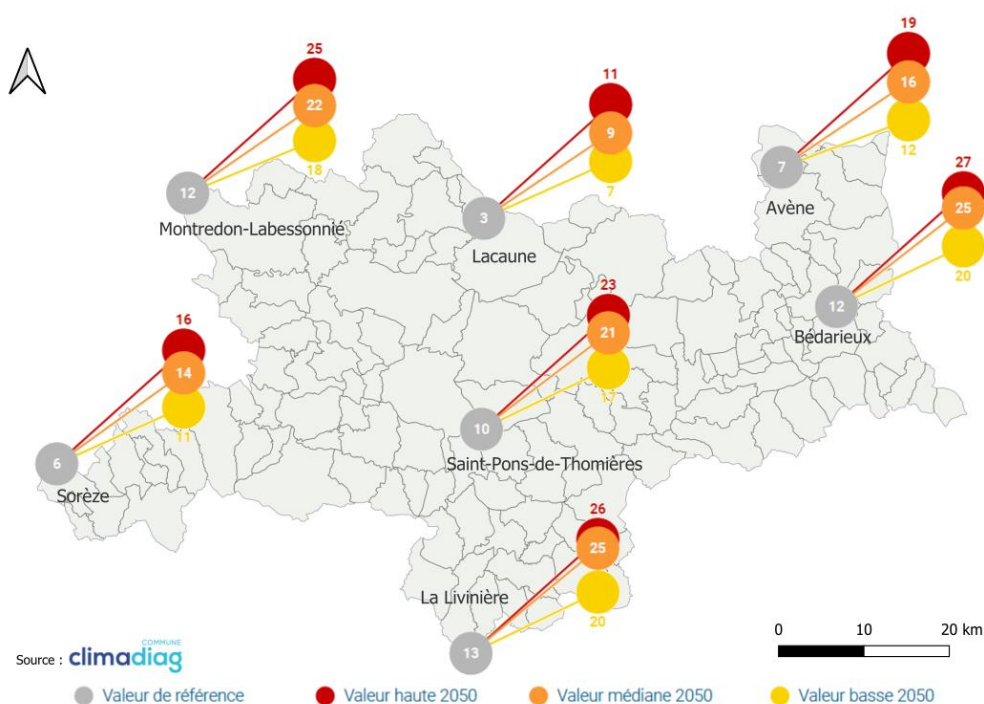 25
22
18
12
Montredon-Labessonnié
11
9
7
3
Lacaune
19
16
12
7
Avène
27
25
20
12
Bédarieux
16
14
11
6
Sorèze
23
21
17
10
Saint-Pons-de-Thomières
26
25
20
13
La Livinière
0 10 20 km
Source : COMMUNE climadiag
Valeur de référence Valeur haute 2050 Valeur médiane 2050 Valeur basse 2050